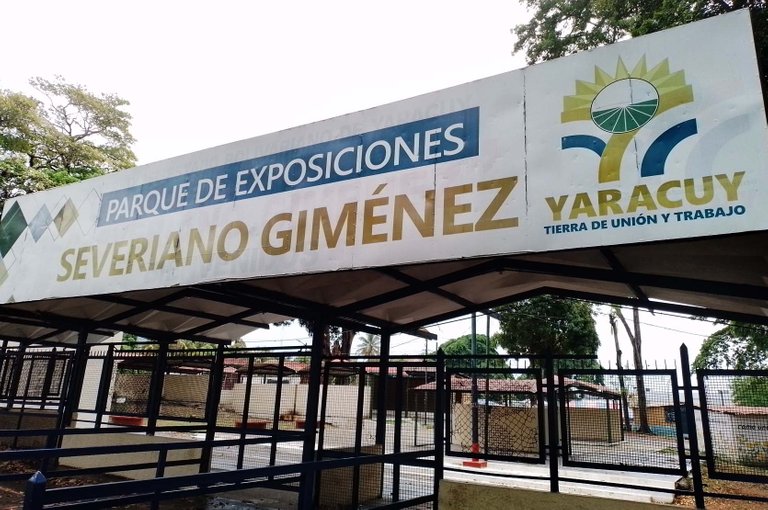 PARQUE DE EXPOSICIONES
SEVERIANO GIMÉNEZ
YARACUY
TIERRA DE UNIÓN Y TRABAJO